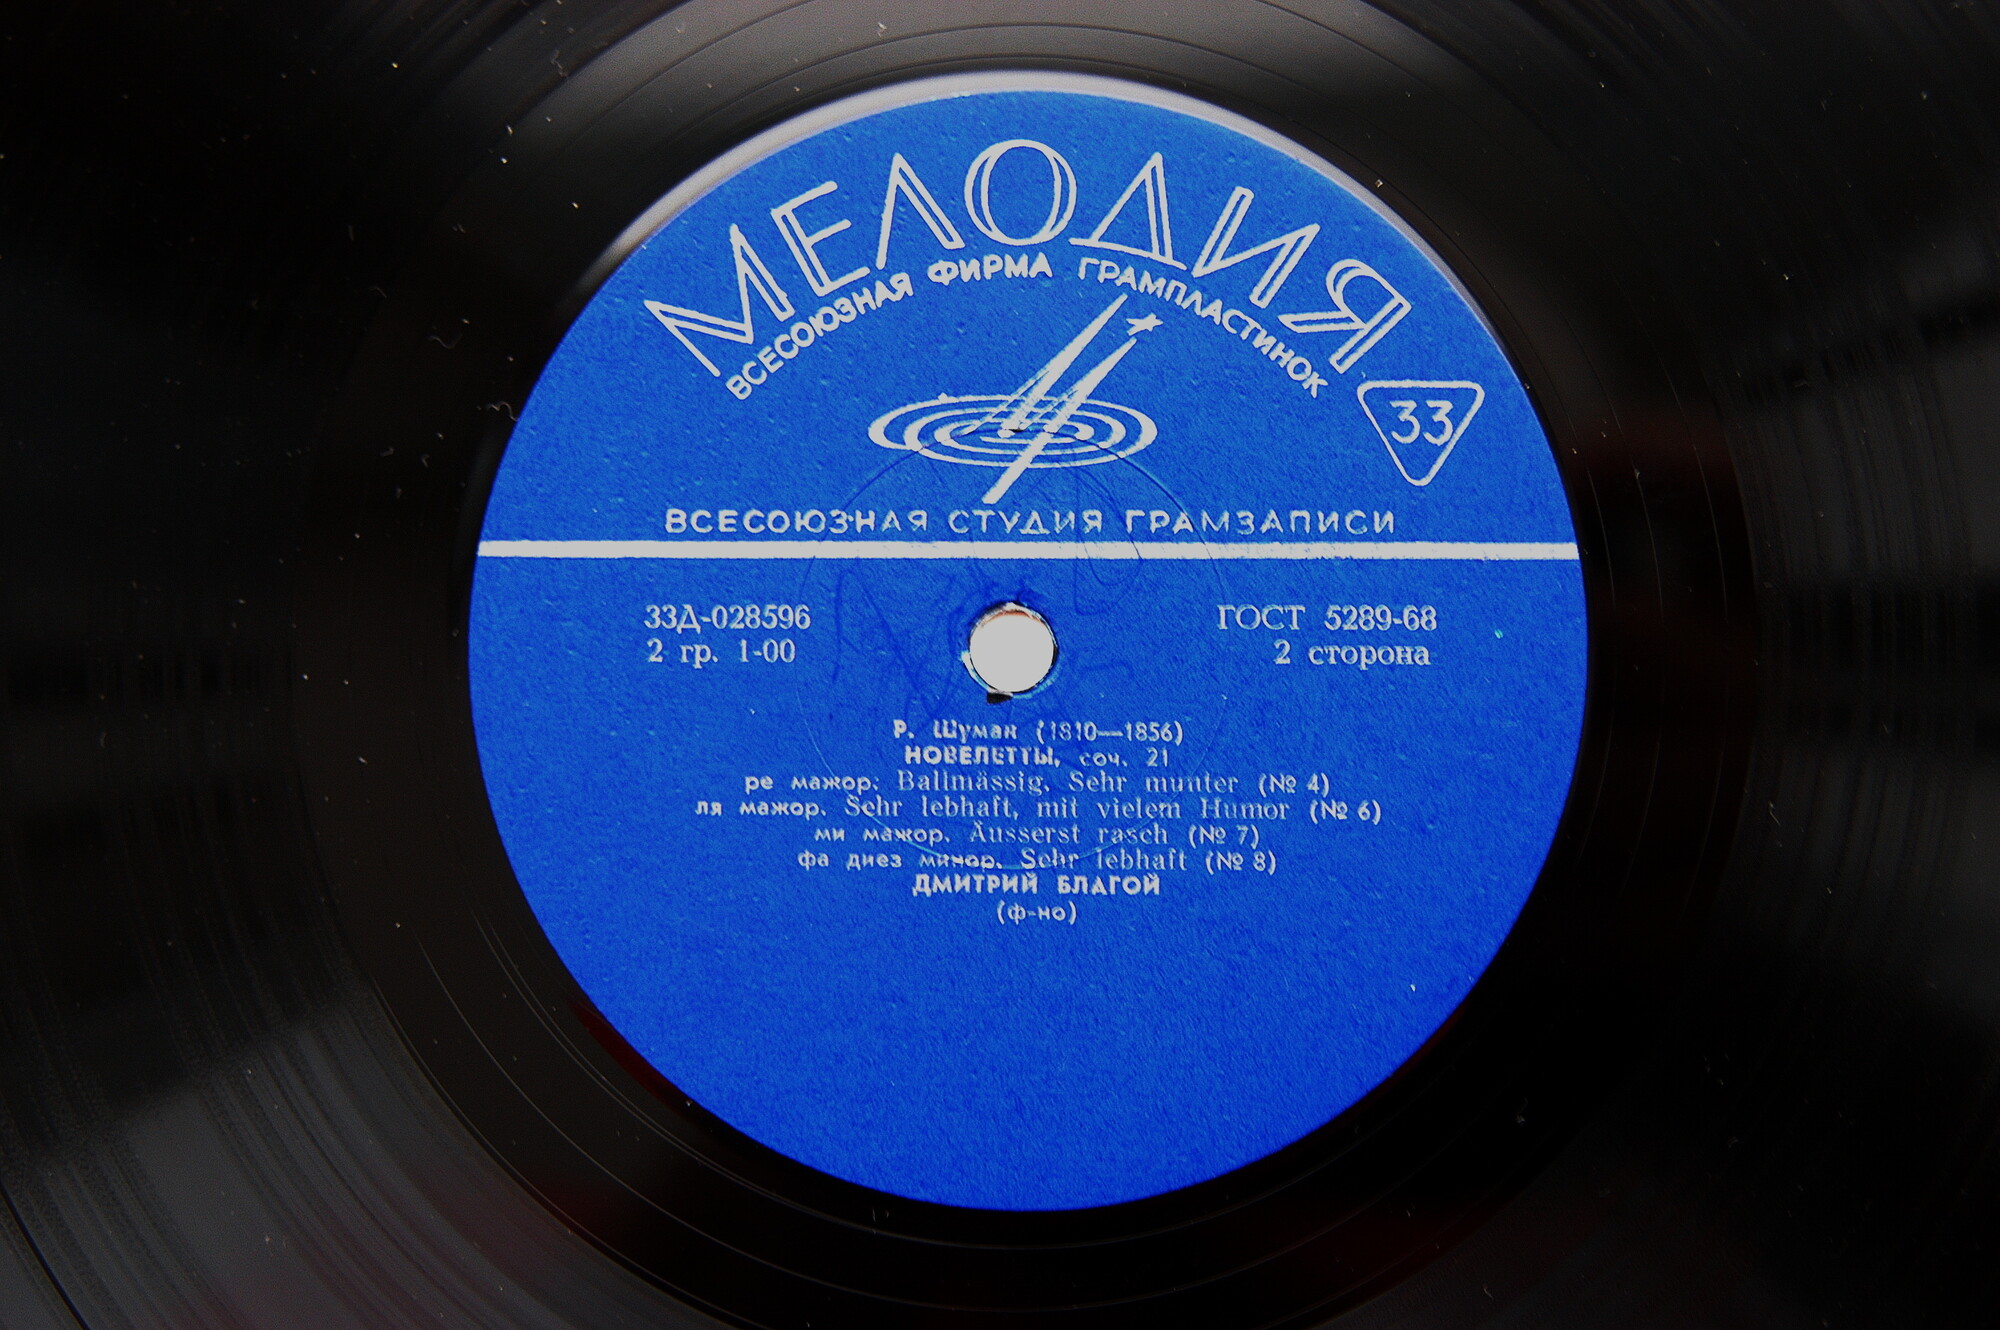 МЕЛОДИЯ
ВСЕСОЮЗНАЯ ФИРМА ГРАМПЛАСТИНОК
33
ВСЕСОЮЗНАЯ СТУДИЯ ГРАМЗАПИСИ
33Д-028596
2 гр. 1-00
ГОСТ 5289-68
2 сторона
Р. Шуман (1810—1856)
НОВЕЛЕТТЫ, соч. 21
ре мажор: Ballmässig. Sehr munter (№ 4)
ля мажор. Sehr lebhaft, mit vielem Humor (№ 6)
ми мажор. Äusserst rasch (№ 7)
фа диез минор. Sehr lebhaft (№ 8)
ДМИТРИЙ БЛАГОЙ
(ф-но)